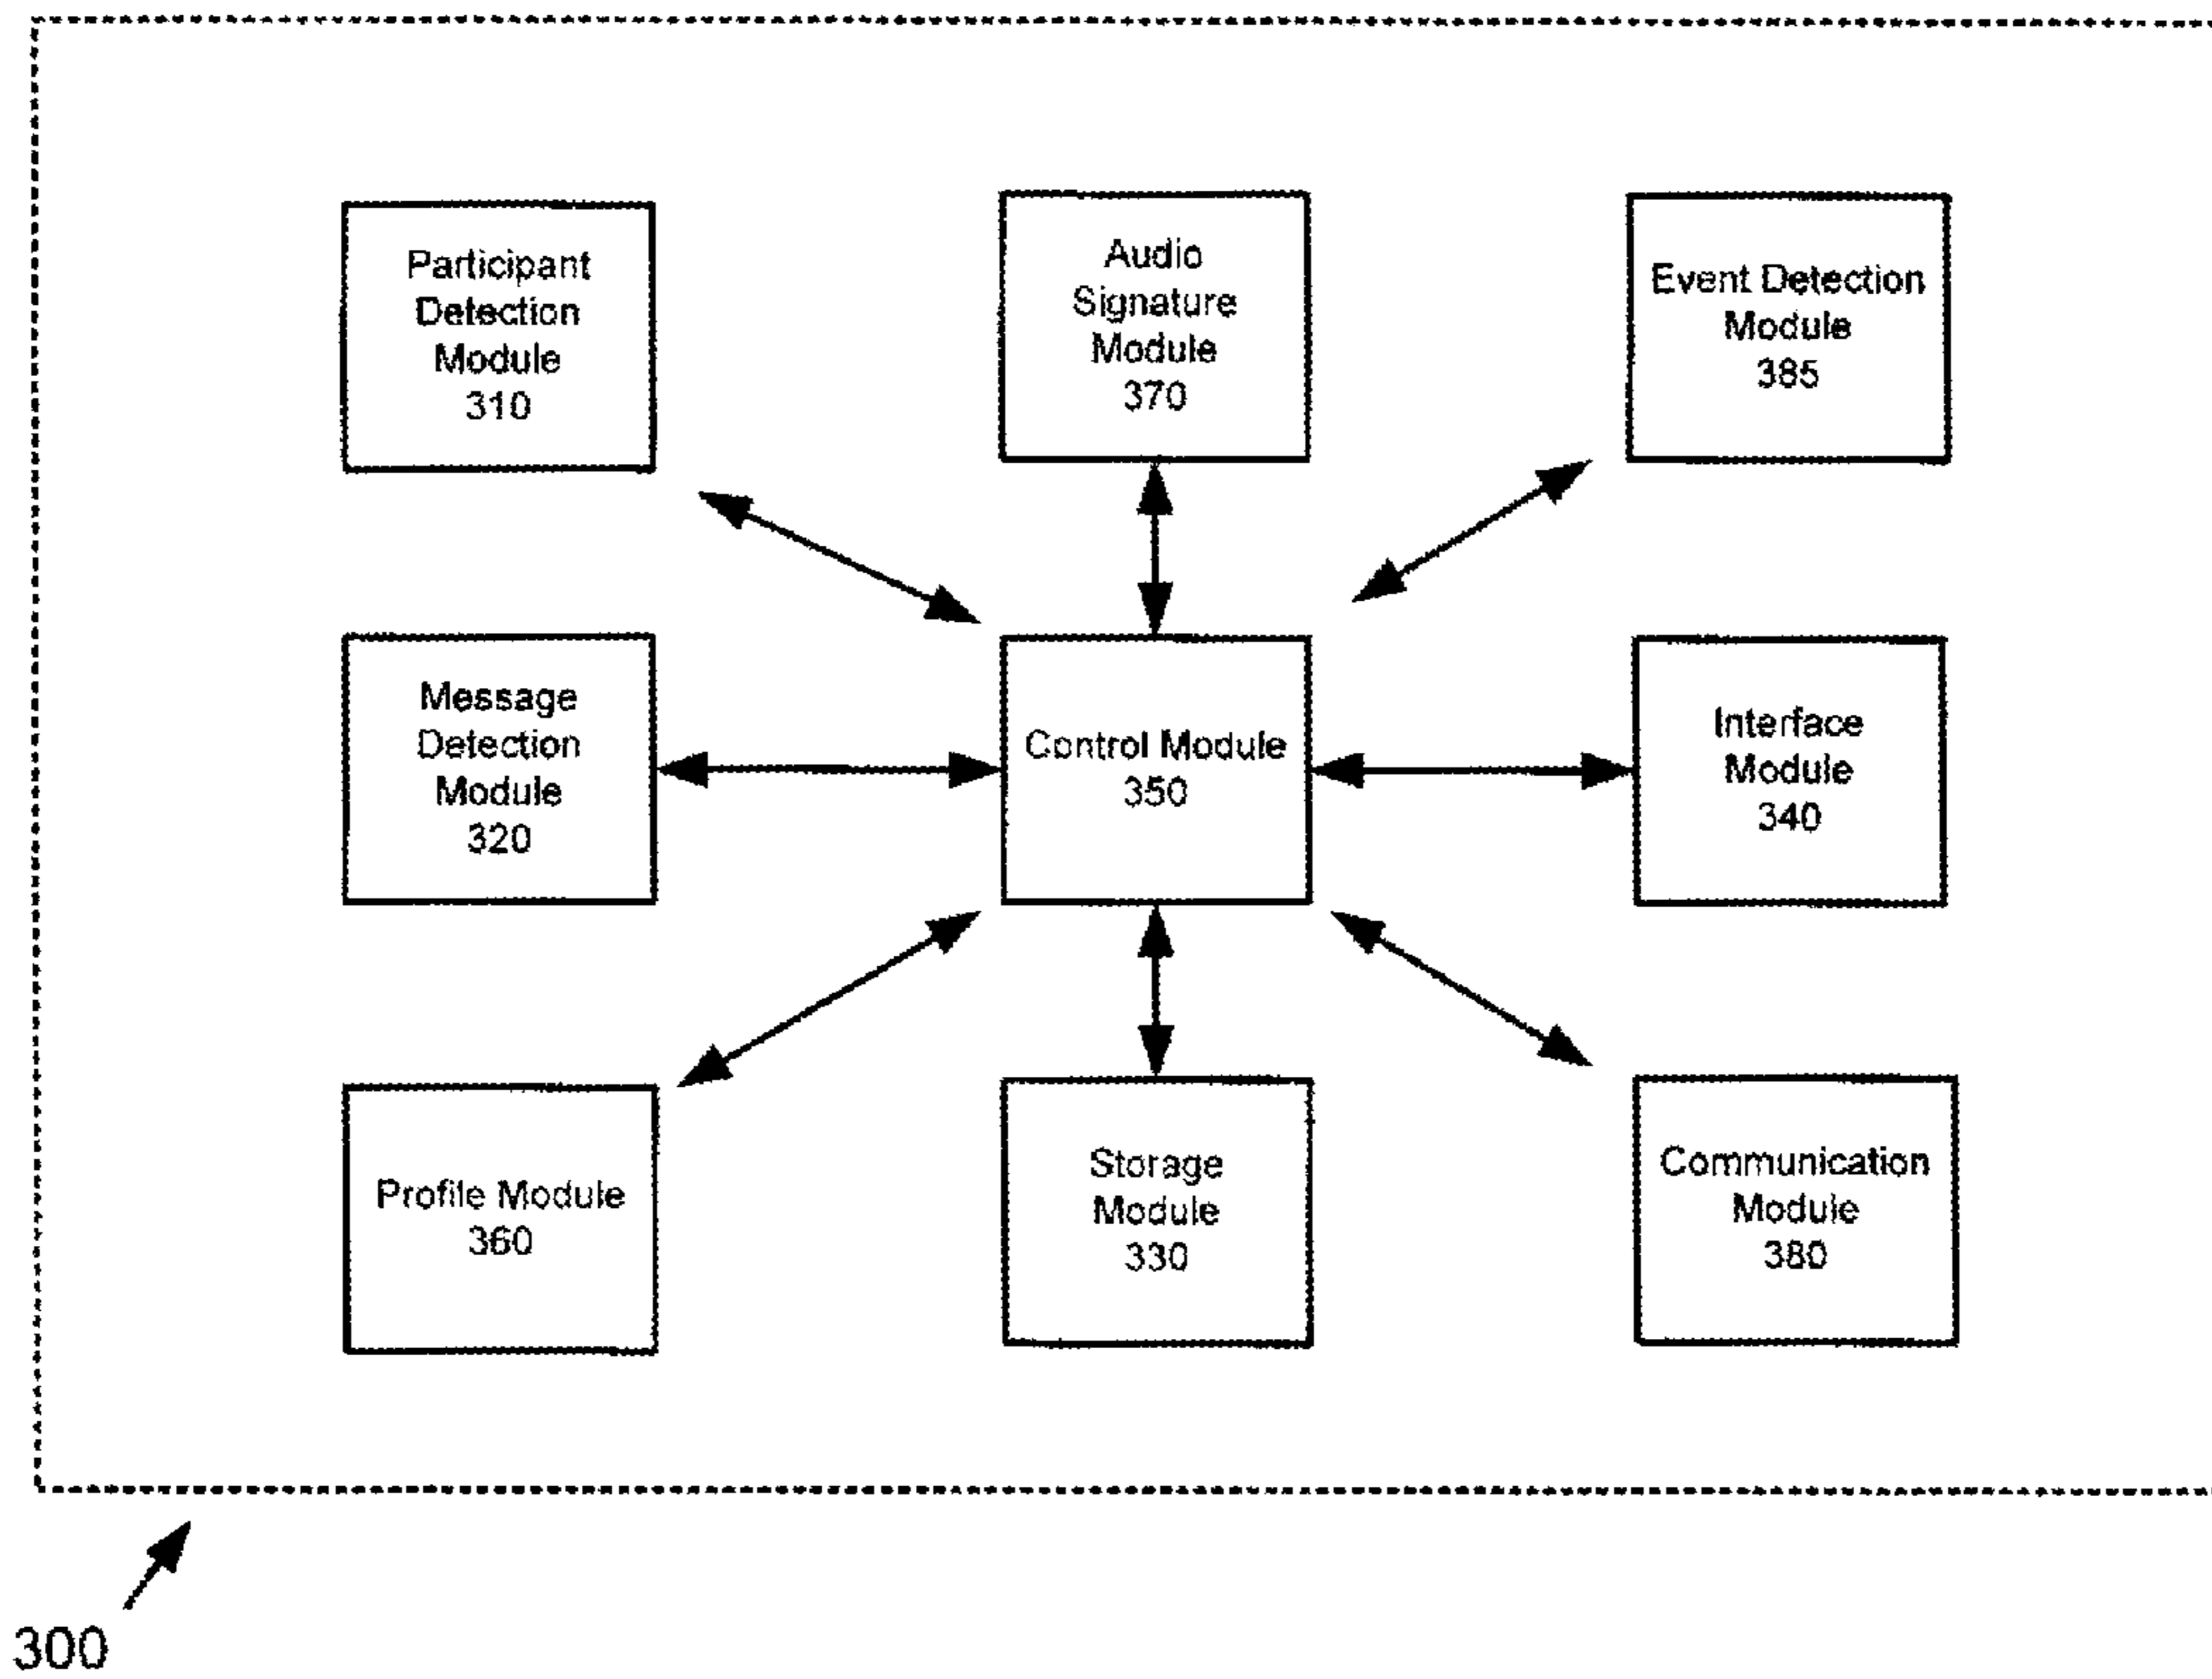 Participant
Detection
Module
310
Audio
Signature
Module
370
Event Detection
Module
385
Message
Detection
Module
320
Control Module
350
Interface
Module
340
Profile Module
360
Storage
Module
330
Communication
Module
380
300